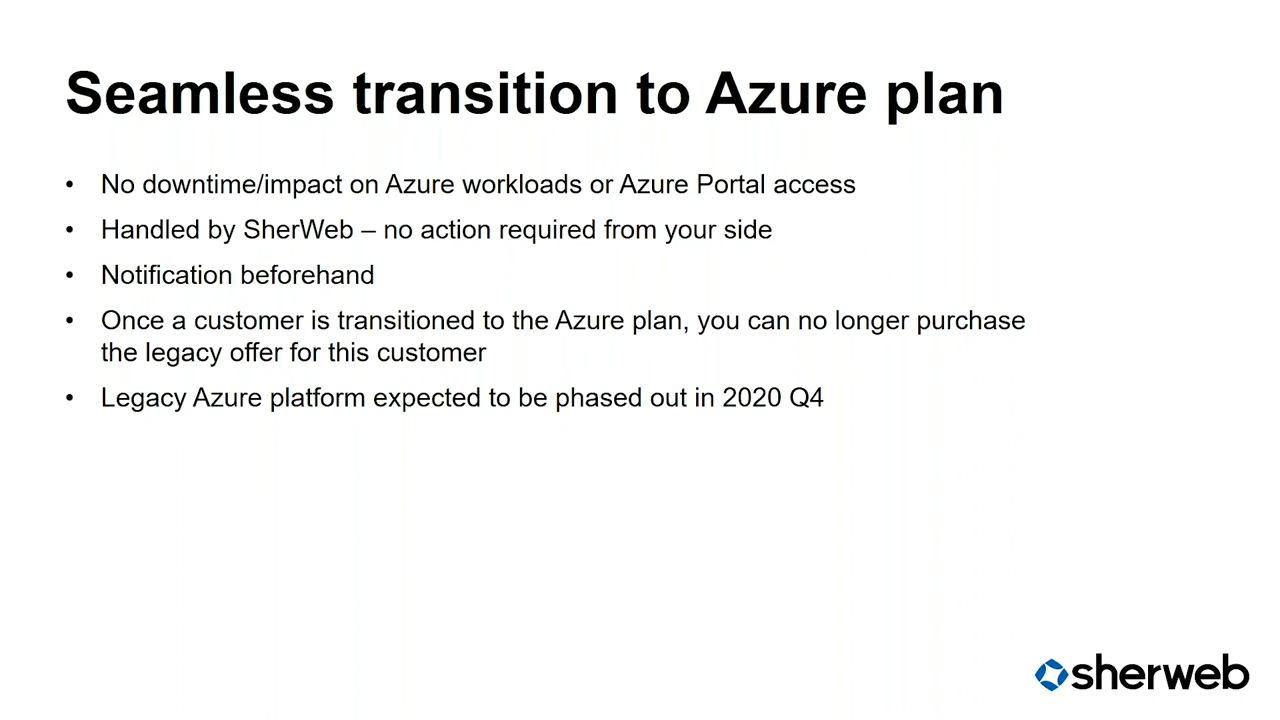 Seamless transition to Azure plan
• No downtime/impact on Azure workloads or Azure Portal access
• Handled by SherWeb – no action required from your side
• Notification beforehand
• Once a customer is transitioned to the Azure plan, you can no longer purchase
the legacy offer for this customer
• Legacy Azure platform expected to be phased out in 2020 Q4
sherweb